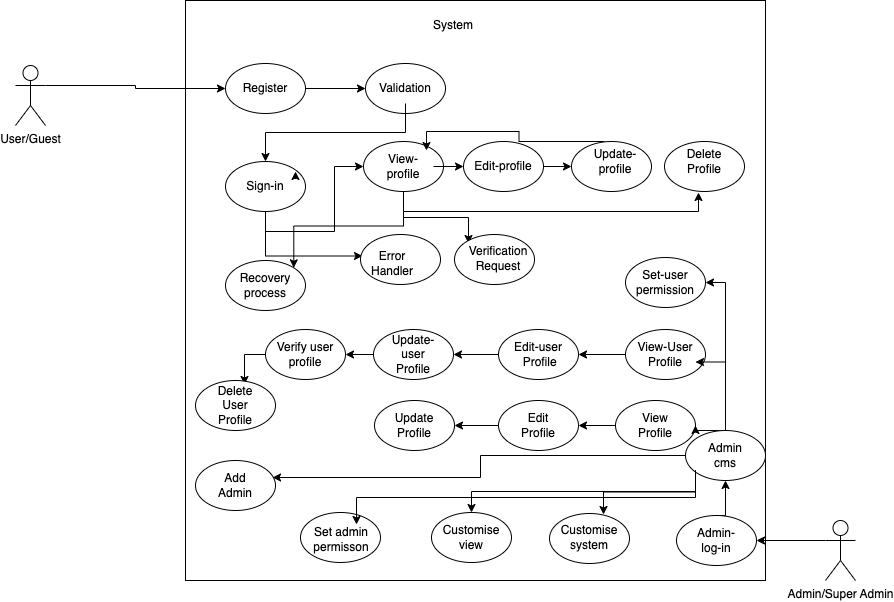 System
Register
Validation
User/Guest
View-
profile
Edit-profile
Update-
profile
Delete
Profile
Sign-in
Error
Handler
Verification
Request
Recovery
process
Set-user
permission
Verify user
profile
Update-
user
Profile
Edit-user
Profile
View-User
Profile
Delete
User
Profile
Update
Profile
Edit
Profile
View
Profile
Admin
cms
Add
Admin
Set admin
permisson
Customise
view
Customise
system
Admin-
log-in
Admin/Super Admin